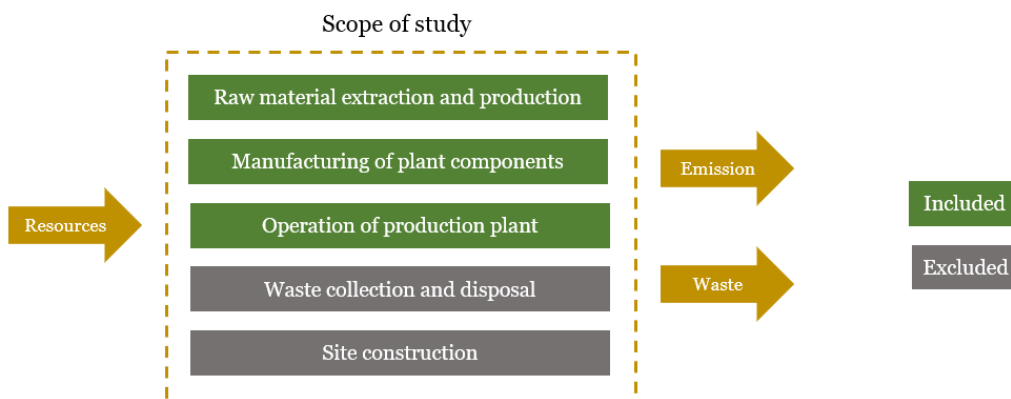 Scope of study
Raw material extraction and production
Manufacturing of plant components
Operation of production plant
Waste collection and disposal
Site construction
Resources
Emission
Waste
Included
Excluded